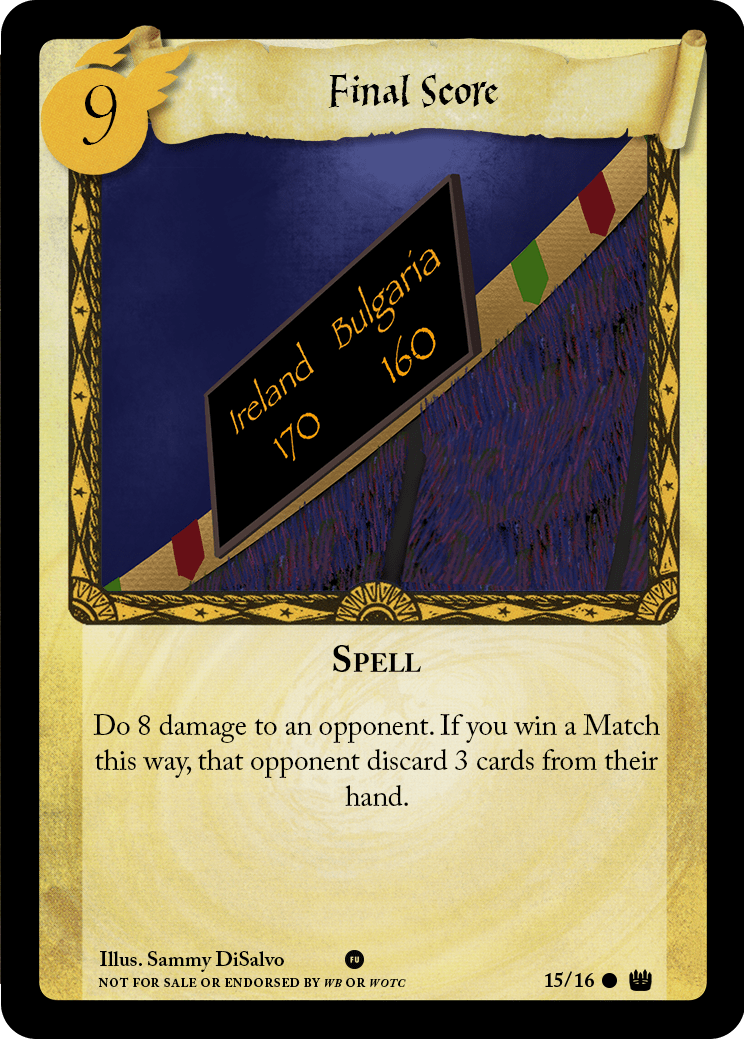 9
Final Score
Ireland Bulgaria
170 160
SPELL
Do 8 damage to an opponent. If you win a Match
this way, that opponent discard 3 cards from their
hand.
Illus. Sammy DiSalvo FU
NOT FOR SALE OR ENDORSED BY WB OR WOTC
15/16